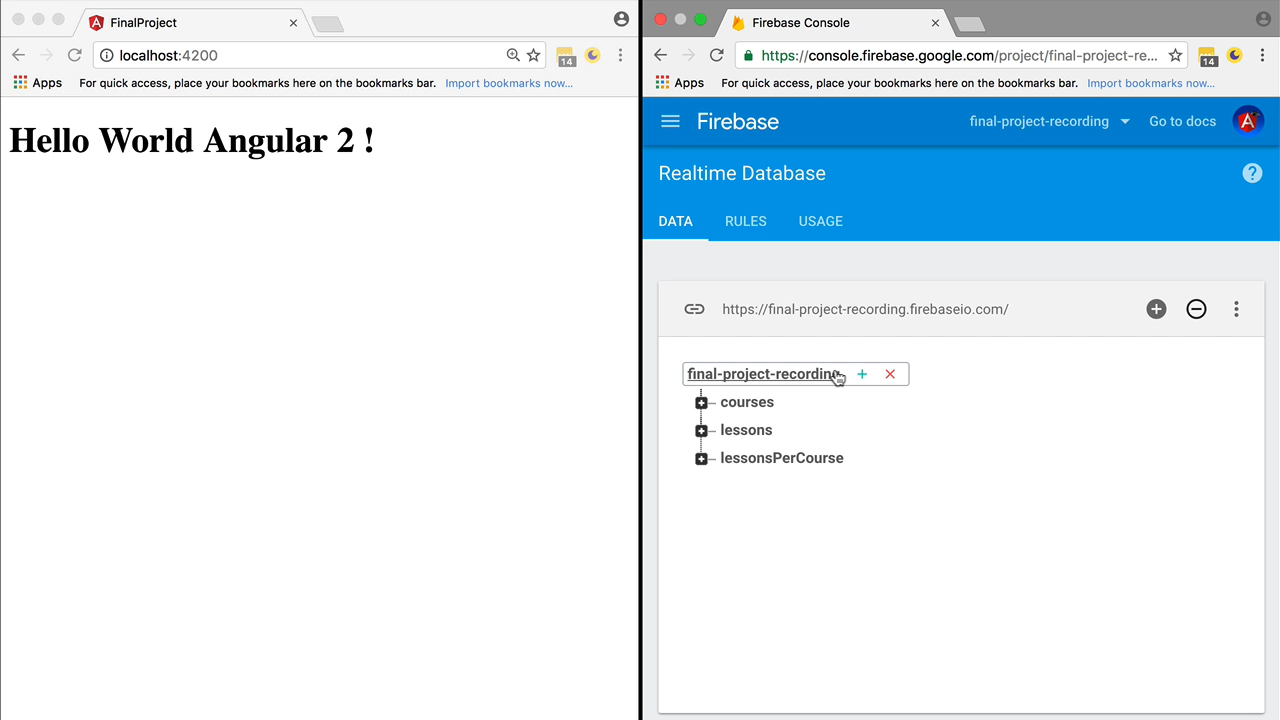 FinalProject
localhost:4200
14
Apps
For quick access, place your bookmarks here on the bookmarks bar.
Import bookmarks now...
Hello World Angular 2 !
Firebase Console
https://console.firebase.google.com/project/final-project-re...
14
Apps
For quick access, place your bookmarks here on the bookmarks bar.
Import bookmarks now...
Firebase
final-project-recording
Go to docs
A
Realtime Database
?
DATA
RULES
USAGE
https://final-project-recording.firebaseio.com/
final-project-recording
courses
lessons
lessonsPerCourse